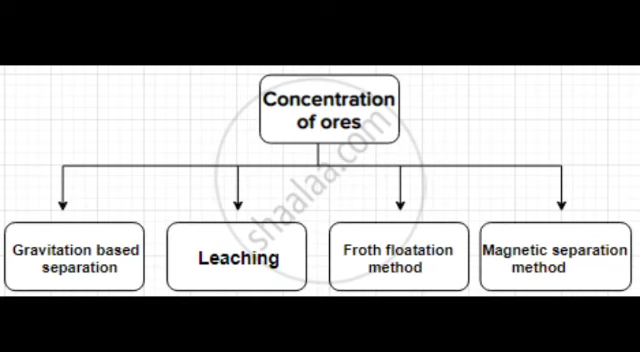 Concentration
of ores
Gravitation based
separation
Leaching
Froth floatation
method
Magnetic separation
method
shaalaa.com